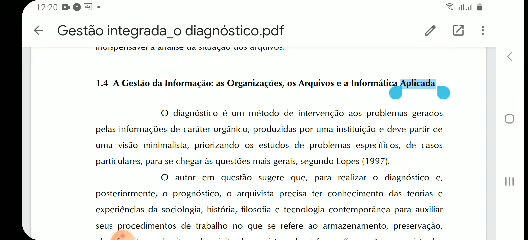 12:20
Gestão integrada_o diagnóstico.pdf
indispensável à análise da situação dos arquivos.
1.4 A Gestão da Informação: as Organizações, os Arquivos e a Informática Aplicada
O diagnóstico é um método de intervenção aos problemas gerados
pelas informações de caráter orgânico, produzidas por uma instituição e deve partir de
uma visão minimalista, priorizando os estudos de problemas específicos, de casos
particulares, para se chegar às questões mais gerais, segundo Lopes (1997).
O autor em questão sugere que, para realizar o diagnóstico e,
posteriormente, o prognóstico, o arquivista precisa ter conhecimento das teorias e
experiências da sociologia, história, filosofia e tecnologia contemporânea para auxiliar
seus procedimentos de trabalho no que se refere ao armazenamento, preservação,